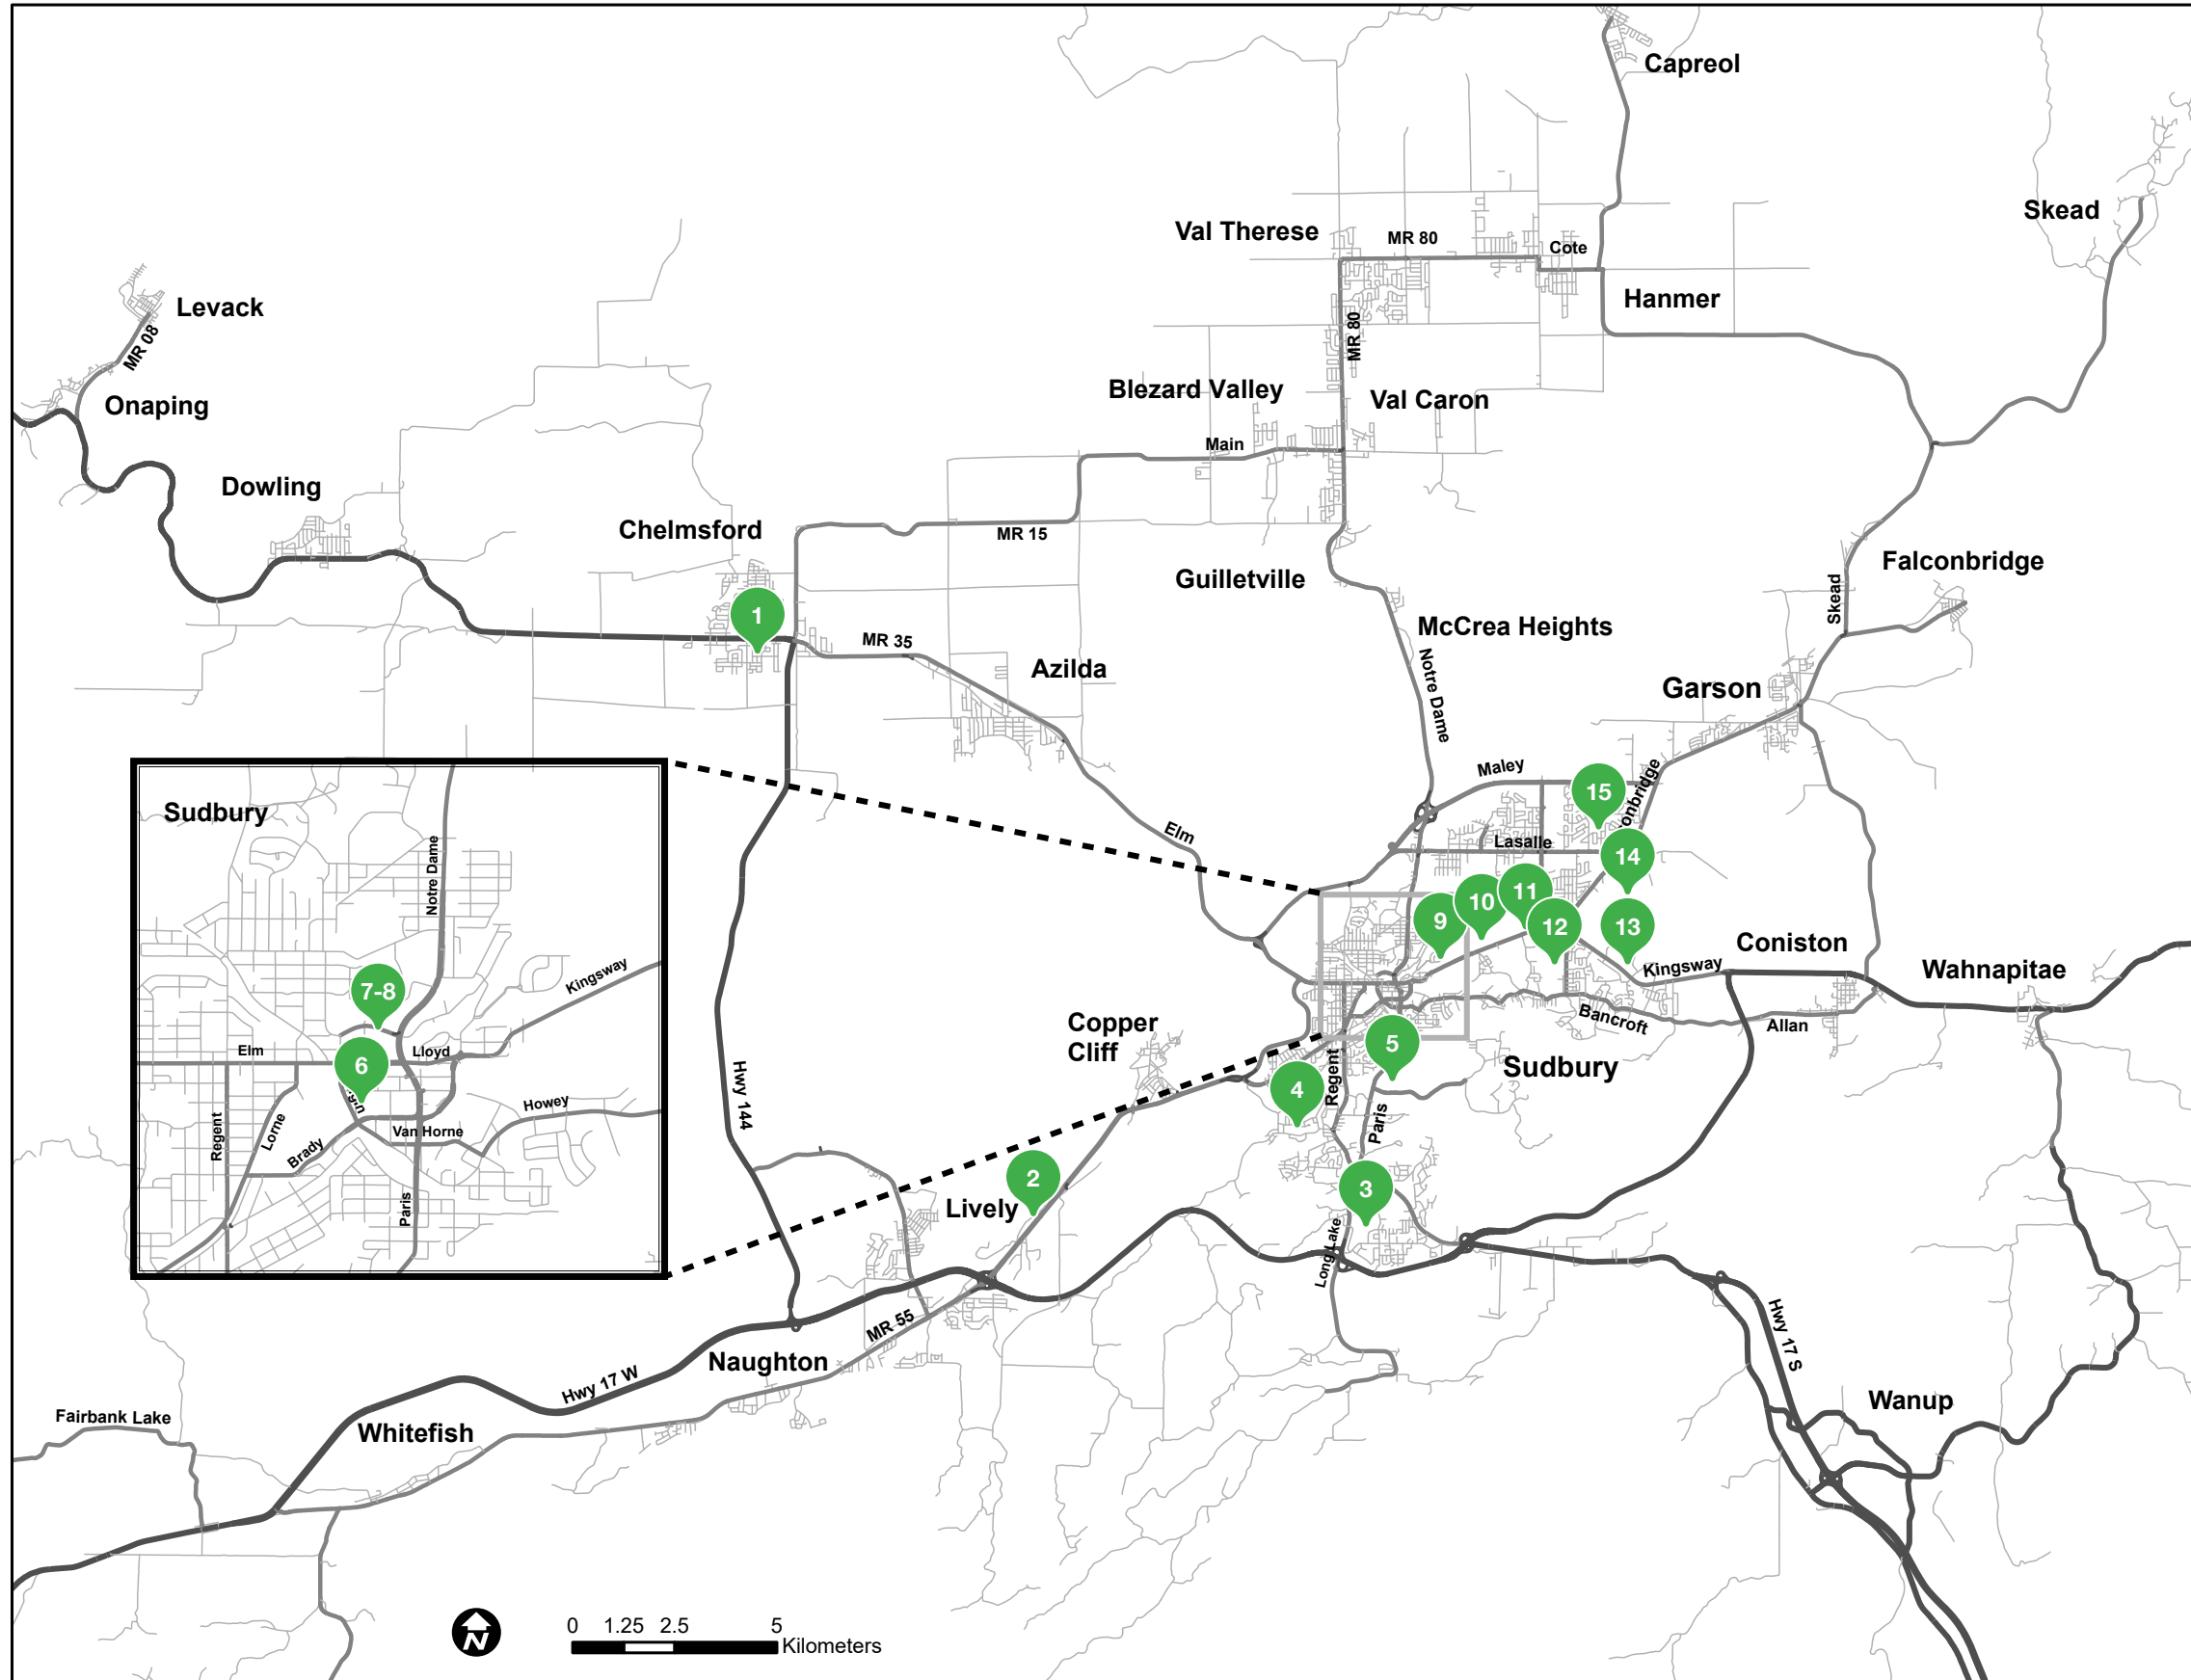 Capreol
Skead
Val Therese
MR 80
Cote
Levack
Hanmer
MR 08
MR 80
Onaping
Blezard Valley
Val Caron
Main
Dowling
Chelmsford
MR 15
Guilletville
Falconbridge
Skead
1
McCrea Heights
MR 35
Azilda
Notre Dame
Garson
Maley
15
Sudbury
Elm
Lasalle
14
Notre Dame
11
10
9
12
13
Coniston
Kingsway
Wahnapitae
Kingsway
7-8
Bancroft
Allan
Copper
Cliff
5
Sudbury
Elm
Lloyd
6
4
Regent
Hwy 144
Howey
Paris
Regent
Lorne
Van Horne
Brady
2
3
Lively
Paris
Long Lake
MR 55
Hwy 17 S
Naughton
Hwy 17 W
Wanup
Fairbank Lake
Whitefish
N
0 1.25 2.5 5
Kilometers